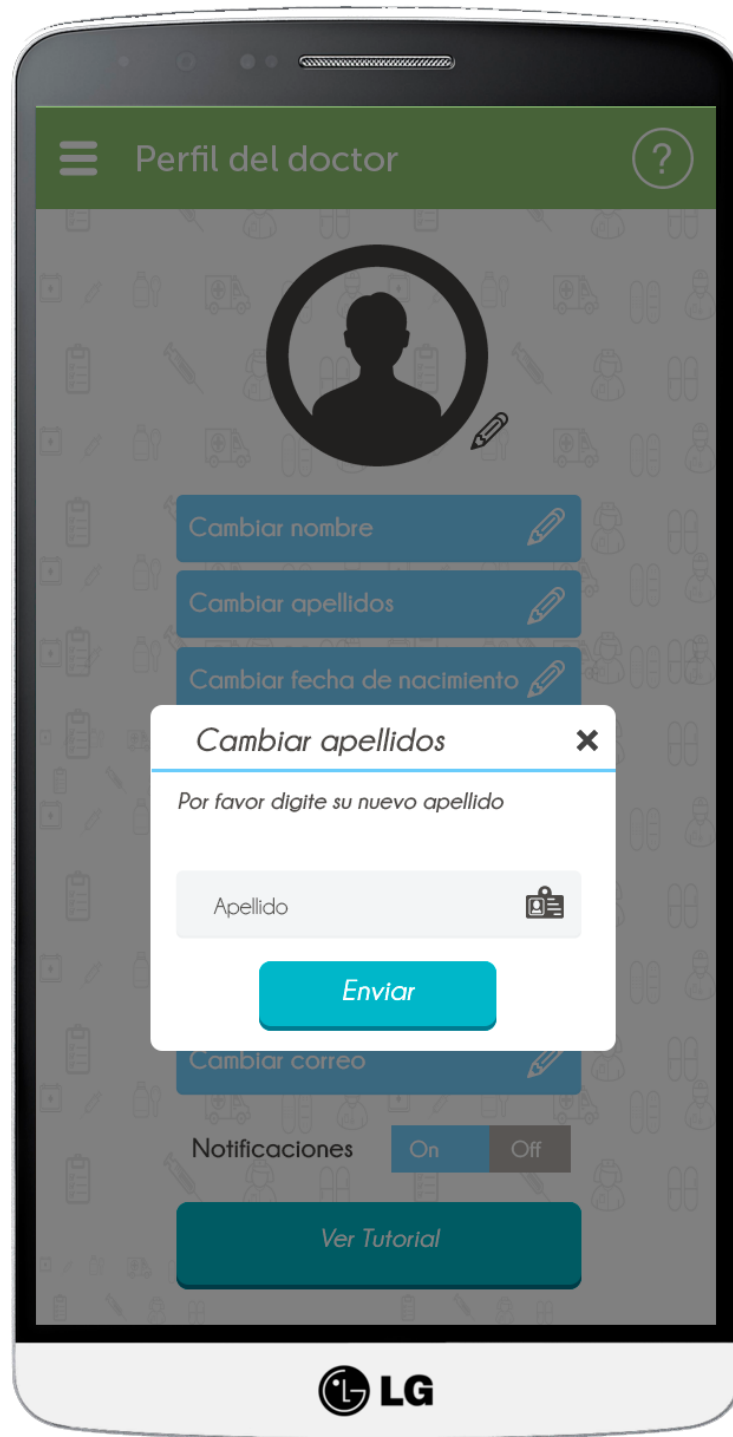 Perfil del doctor
?
Cambiar nombre
Cambiar apellidos
Cambiar fecha de nacimiento
Cambiar apellidos
Por favor digite su nuevo apellido
Apellido
Enviar
Cambiar correo
Notificaciones On Off
Ver Tutorial
LG